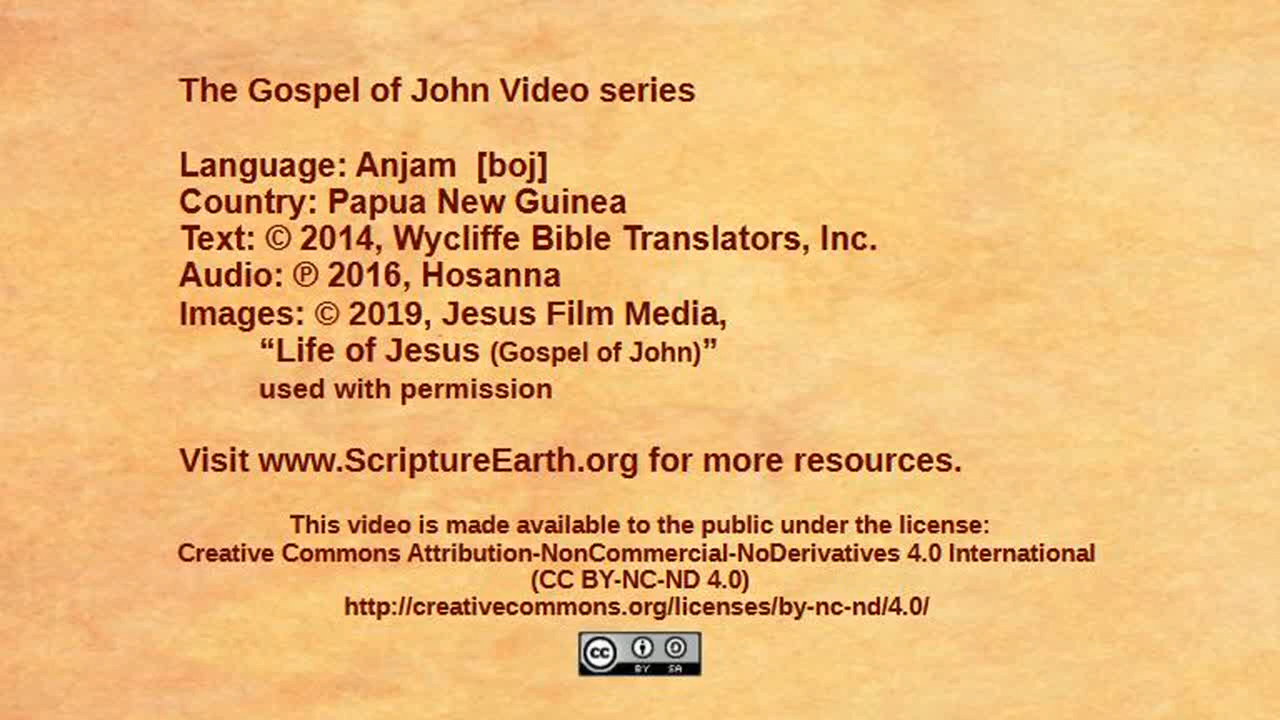 The Gospel of John Video series
Language: Anjam [boj]
Country: Papua New Guinea
Text: © 2014, Wycliffe Bible Translators, Inc.
Audio: ℗ 2016, Hosanna
Images: © 2019, Jesus Film Media,
“Life of Jesus (Gospel of John)”
used with permission
Visit www.ScriptureEarth.org for more resources.
This video is made available to the public under the license:
Creative Commons Attribution-NonCommercial-NoDerivatives 4.0 International
(CC BY-NC-ND 4.0)
http://creativecommons.org/licenses/by-nc-nd/4.0/
cc
BY SA